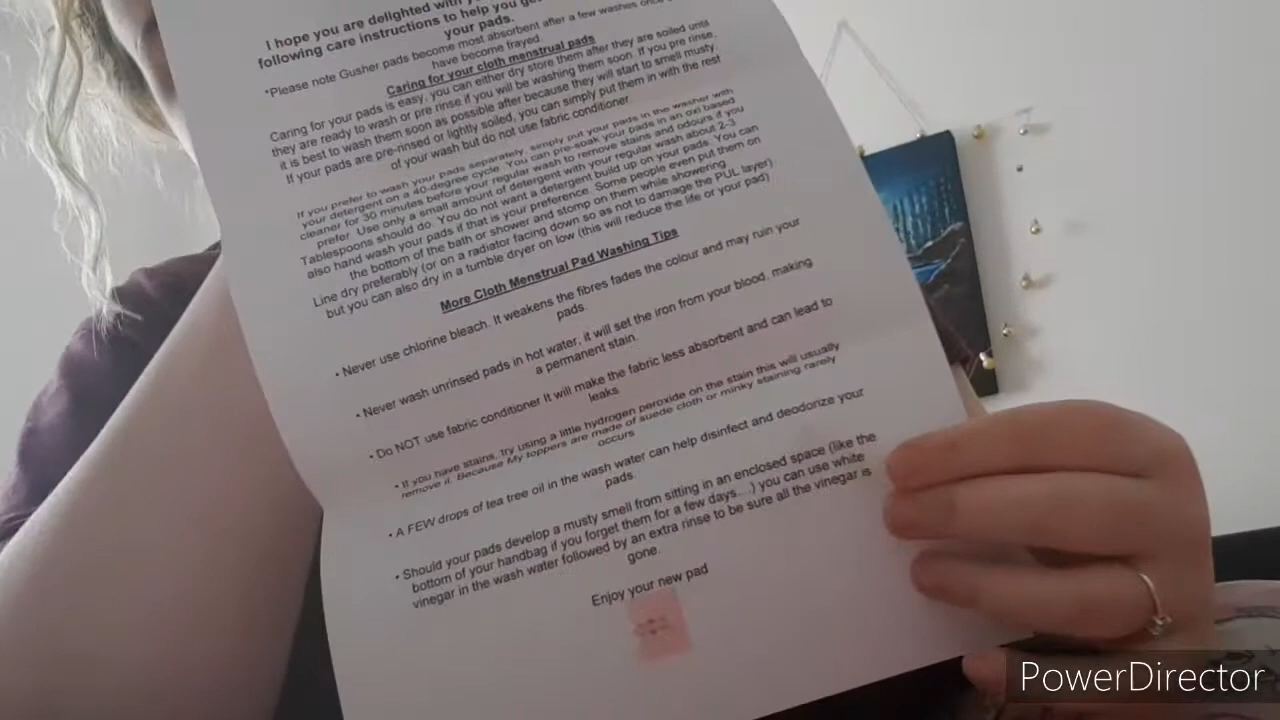 I hope you are delighted with
following care instructions to help you get
your pads.
*Please note Gusher pads become most absorbent after a few washes once
have become frayed.
Caring for your cloth menstrual pads
Caring for your pads is easy, you can either dry store them after they are soiled until
they are ready to wash or pre rinse if you will be washing them soon. If you pre rinse,
it is best to wash them soon as possible after because they will start to smell musty.
If your pads are pre-rinsed or lightly soiled, you can simply put them in with the rest
of your wash but do not use fabric conditioner.
If you prefer to wash your pads separately, simply put your pads in the washer with
your detergent on a 40-degree cycle. You can pre-soak your pads in an oxi based
cleaner for 30 minutes before your regular wash to remove stains and odours if you
prefer. Use only a small amount of detergent with your regular wash about 2-3
Tablespoons should do. You do not want a detergent build up on your pads. You can
also hand wash your pads if that is your preference. Some people even put them on
the bottom of the bath or shower and stomp on them while showering
Line dry preferably (or on a radiator facing down so as not to damage the PUL layer)
but you can also dry in a tumble dryer on low (this will reduce the life or your pad)
More Cloth Menstrual Pad Washing Tips
• Never use chlorine bleach. It weakens the fibres fades the colour and may ruin your
pads.
• Never wash unrinsed pads in hot water, it will set the iron from your blood, making
a permanent stain.
• Do NOT use fabric conditioner It will make the fabric less absorbent and can lead to
leaks
• If you have stains, try using a little hydrogen peroxide on the stain this will usually
remove it. Because My toppers are made of suede cloth or minky staining rarely
occurs
• A FEW drops of tea tree oil in the wash water can help disinfect and deodorize your
pads.
• Should your pads develop a musty smell from sitting in an enclosed space (like the
bottom of your handbag if you forget them for a few days....) you can use white
vinegar in the wash water followed by an extra rinse to be sure all the vinegar is
gone.
Enjoy your new pad
PowerDirector